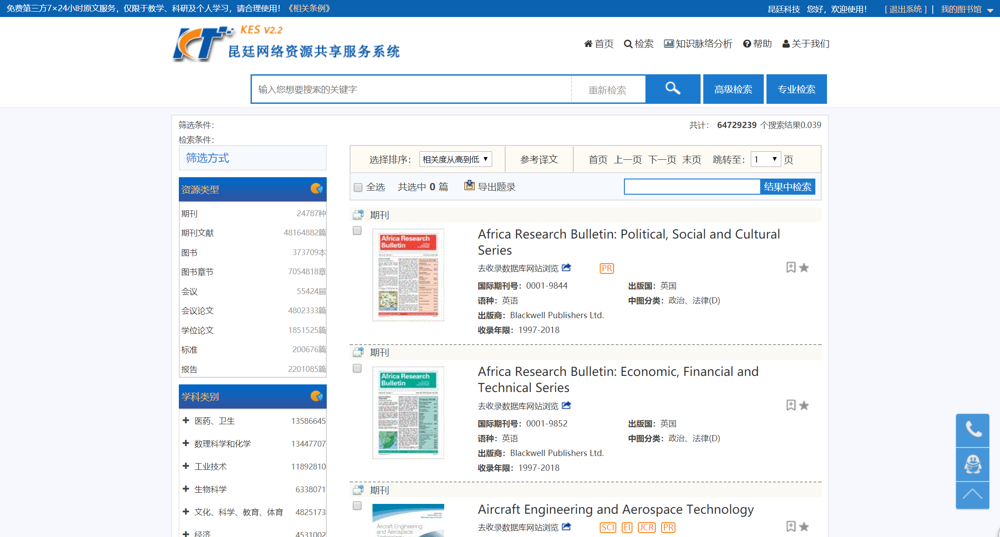 免费第三方7×24小时原文服务，仅限于教学、科研及个人学习，请合理使用！《相关条例》
昆廷科技 您好，欢迎使用！ [ 退出系统 ] | 我的图书馆
KES V2.2
昆廷网络资源共享服务系统
首页 检索 知识脉络分析 帮助 关于我们
输入您想要搜索的关键字 重新检索 高级检索 专业检索
筛选条件：
共计： 64729239 个搜索结果0.039
检索条件：
筛选方式
选择排序： 相关度从高到低 参考译文 首页 上一页 下一页 末页 跳转至： 1 页
全选 共选中 0 篇 导出题录 结果中检索
资源类型
期刊 24787种
期刊文献 48164882篇
图书 373709本
图书章节 7054818章
会议 55424届
会议论文 4802333篇
学位论文 1851525篇
标准 200676篇
报告 2201085篇
学科类别
医药、卫生 13586645
数理科学和化学 13447707
工业技术 11892810
生物科学 6338071
文化、科学、教育、体育 4825173
经济 4531002
期刊
Africa Research
Bulletin
Africa Research Bulletin: Political, Social and Cultural
Series
去收录数据库网站浏览 PR
国际期刊号：0001-9844 出版国：英国
语种：英语 中图分类：政治、法律(D)
出版商：Blackwell Publishers Ltd.
收录年限：1997-2018
期刊
Africa Research
Bulletin
Africa Research Bulletin: Economic, Financial and
Technical Series
去收录数据库网站浏览
国际期刊号：0001-9852 出版国：英国
语种：英语 中图分类：政治、法律(D)
出版商：Blackwell Publishers Ltd.
收录年限：1997-2018
期刊
Aircraft Engineering
and Aerospace
Technology
Aircraft Engineering and Aerospace Technology
去收录数据库网站浏览 SCI EI JCR PR